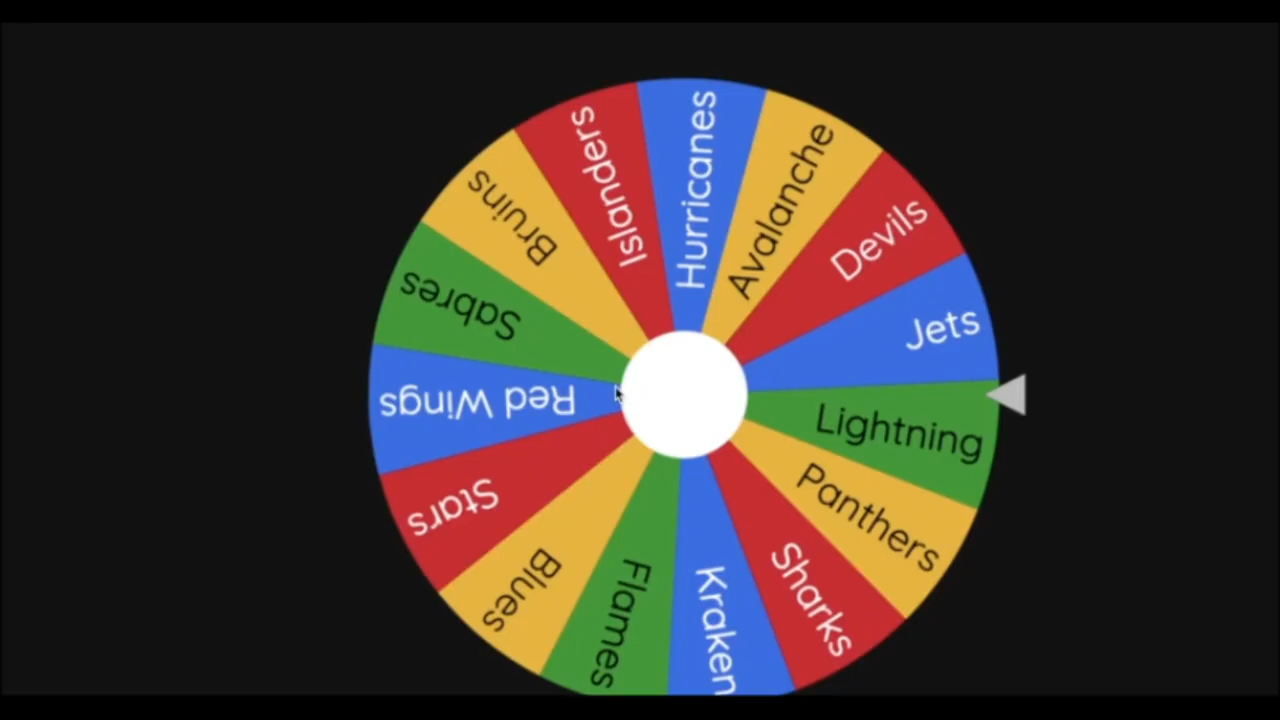 Hurricanes
Avalanche
Devils
Jets
Lightning
Panthers
Sharks
Kraken
Flames
Blues
Stars
Red Wings
Sabres
Bruins
Islanders